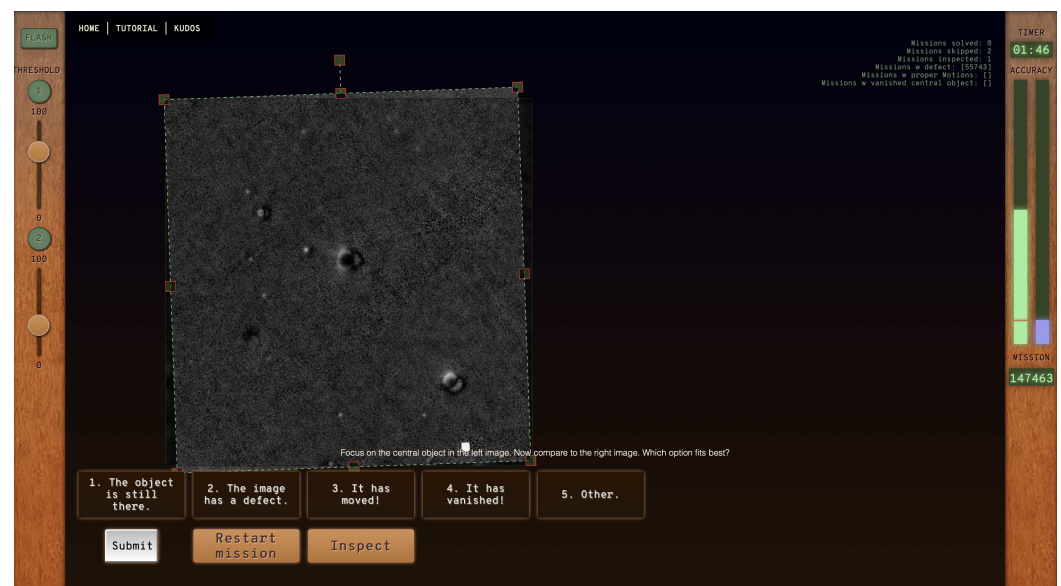 HOME | TUTORIAL | KUDOS
FLASH
THRESHOLD
1
100
0
2
100
0
Missions solved: 0
Missions skipped: 2
Missions inspected: 1
Missions w defect: [55743]
Missions w proper Motions: []
Missions w vanished central object: []
TIMER
01:46
ACCURACY
MISSION
147463
Focus on the central object in the left image. Now compare to the right image. Which option fits best?
1. The object
is still
there.
2. The image
has a defect.
3. It has
moved!
4. It has
vanished!
5. Other.
Submit
Restart
mission
Inspect